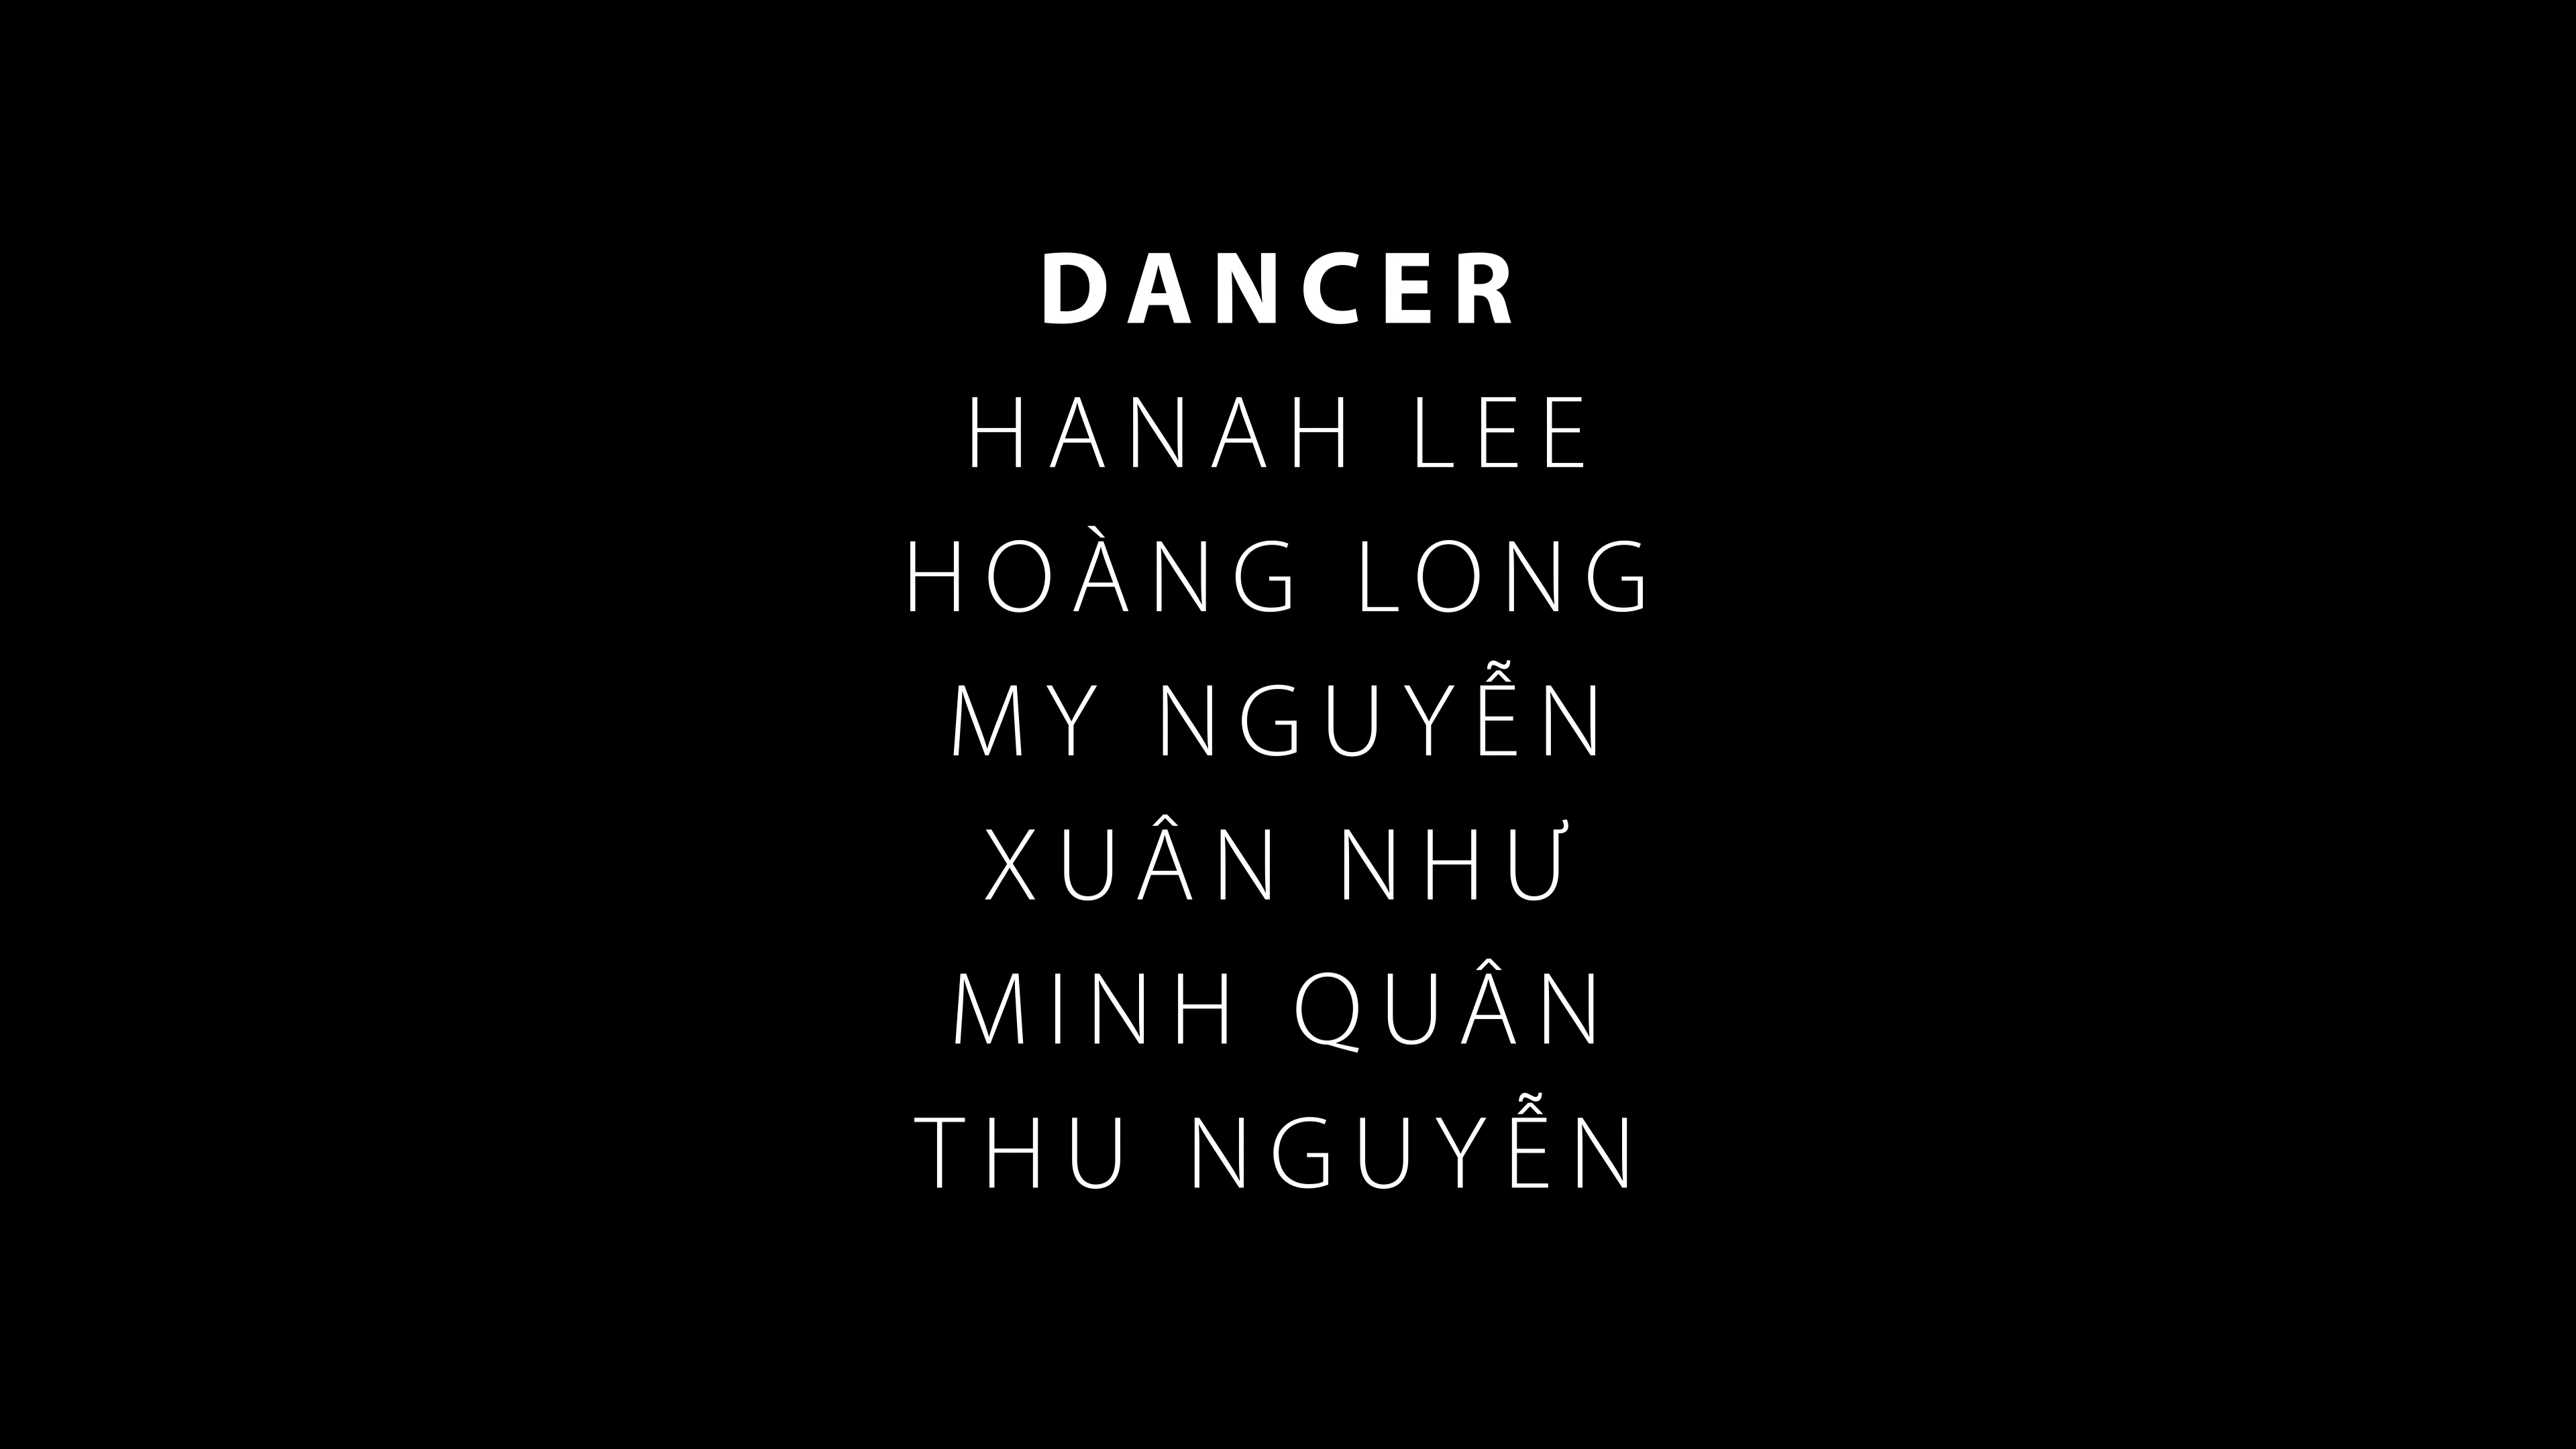 DANCER
HANAH LEE
HOÀNG LONG
MY NGUYỄN
XUÂN NHƯ
MINH QUÂN
THU NGUYỄN